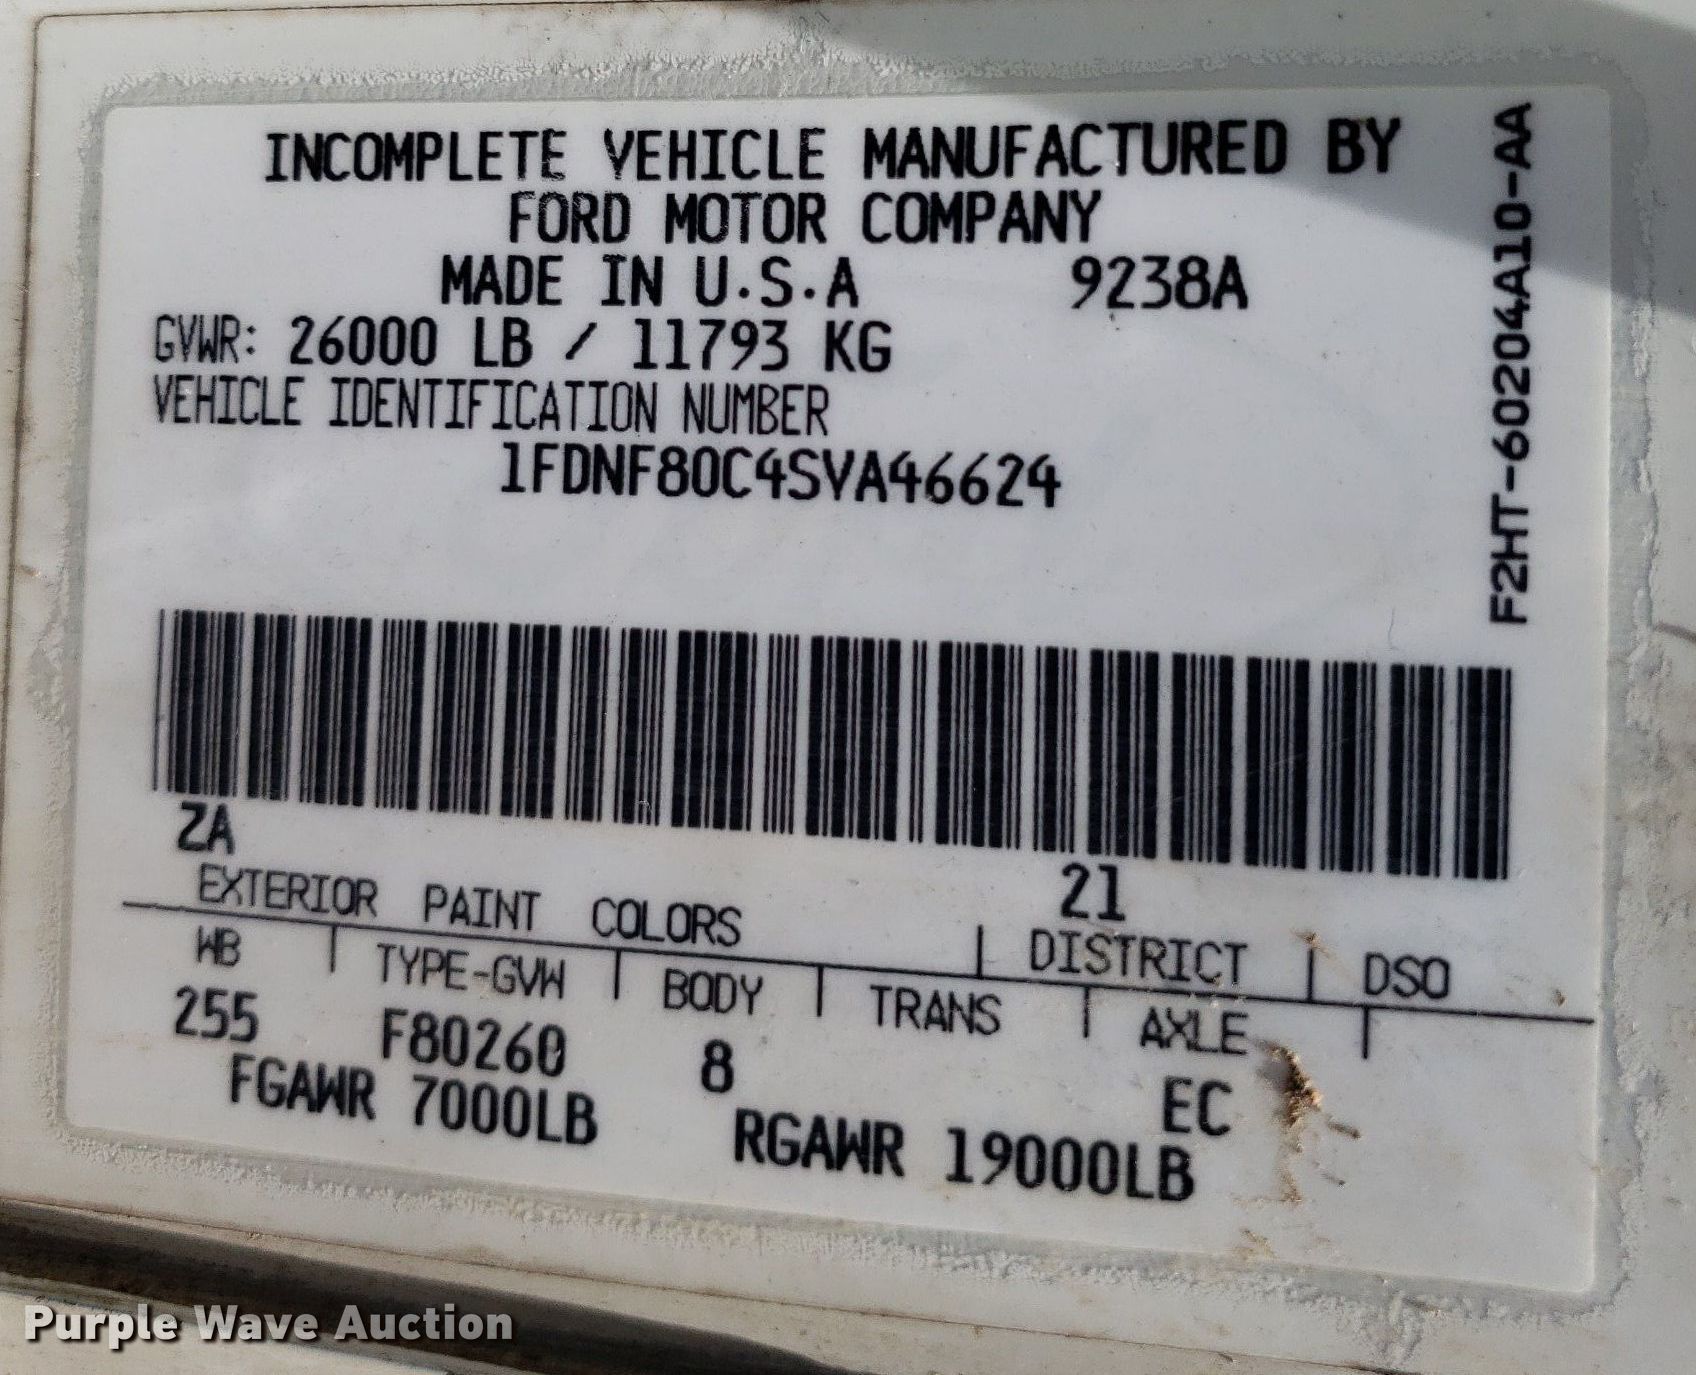 INCOMPLETE VEHICLE MANUFACTURED BY
FORD MOTOR COMPANY
MADE IN U.S.A 9238A
GVWR: 26000 LB / 11793 KG
VEHICLE IDENTIFICATION NUMBER
1FDNF80C4SVA46624
F2HT-60204A10-AA
ZA 21
EXTERIOR PAINT COLORS DISTRICT DSO
WB TYPE-GVW BODY TRANS AXLE
255 F80260 8 EC
FGAWR 7000LB RGAWR 19000LB
Purple Wave Auction